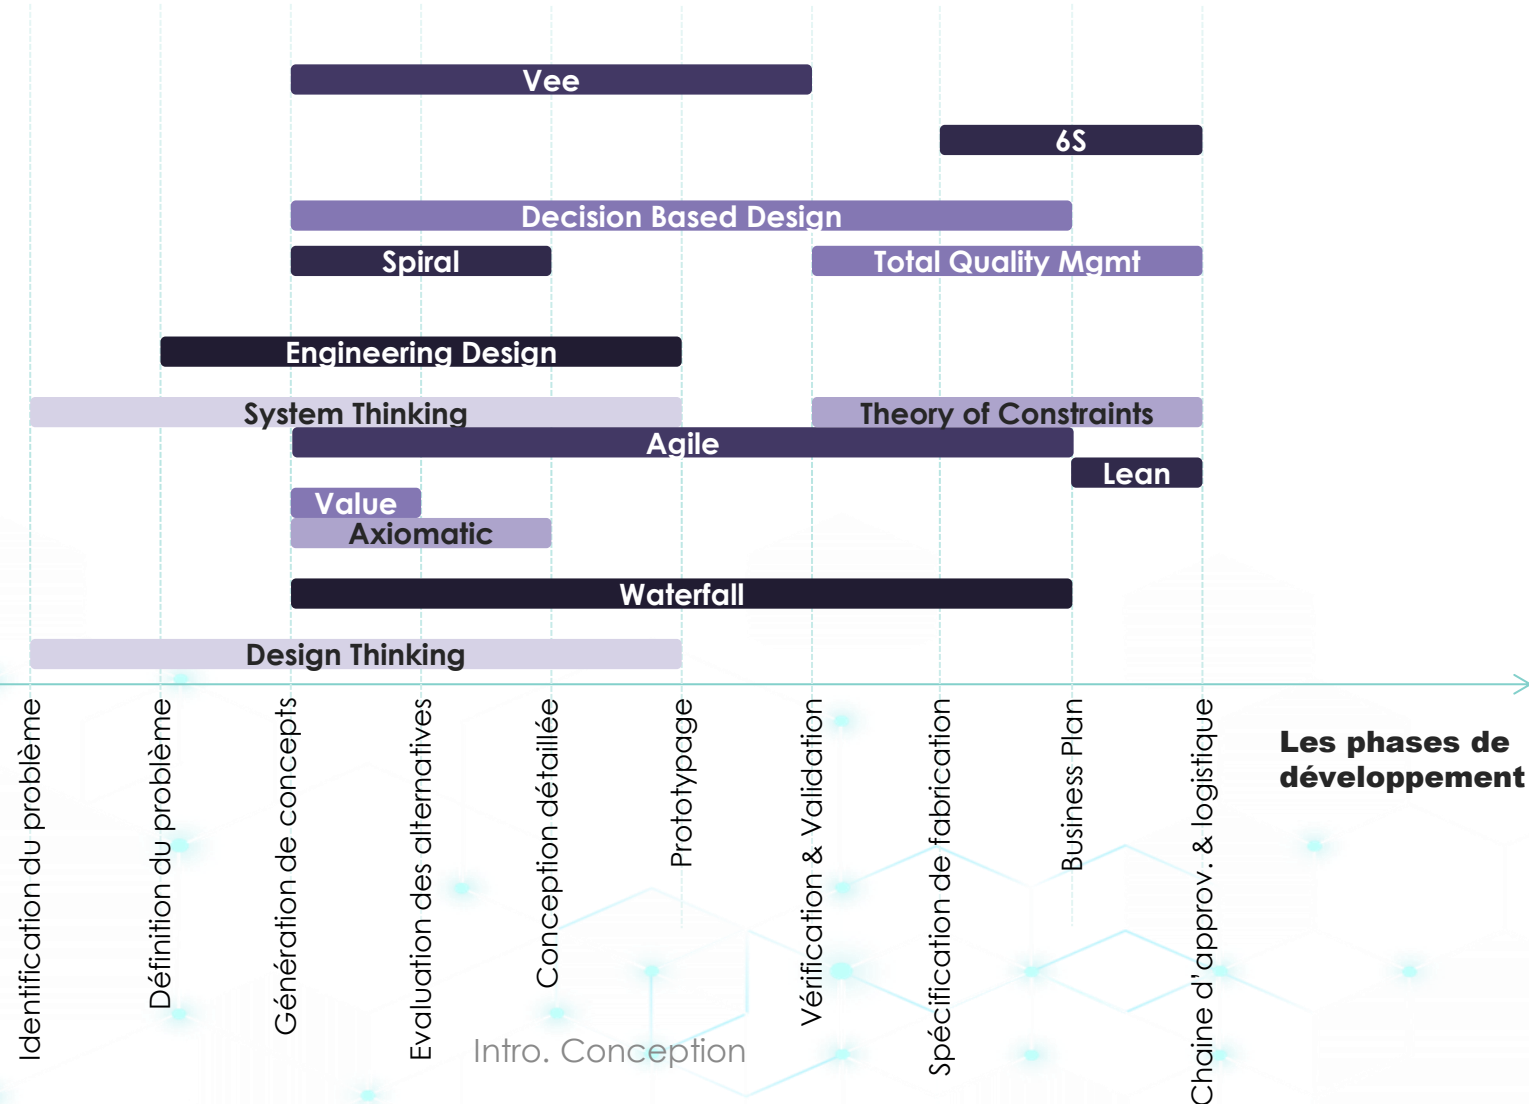 Vee
6S
Decision Based Design
Spiral
Total Quality Mgmt
Engineering Design
System Thinking
Theory of Constraints
Agile
Lean
Value
Axiomatic
Waterfall
Design Thinking
Identification du problème
Définition du problème
Génération de concepts
Evaluation des alternatives
Conception détaillée
Prototypage
Vérification & Validation
Spécification de fabrication
Business Plan
Chaine d'approv. & logistique
Les phases de
développement
Intro. Conception